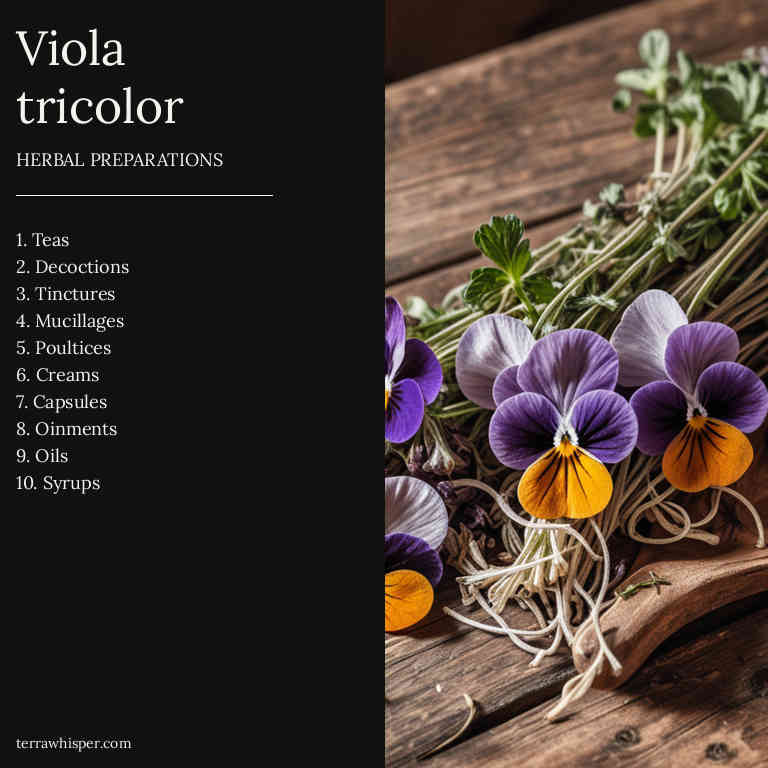 Viola
tricolor
HERBAL PREPARATIONS
1. Teas
2. Decoctions
3. Tinctures
4. Mucillages
5. Poultices
6. Creams
7. Capsules
8. Oinments
9. Oils
10. Syrups
terrawhisper.com